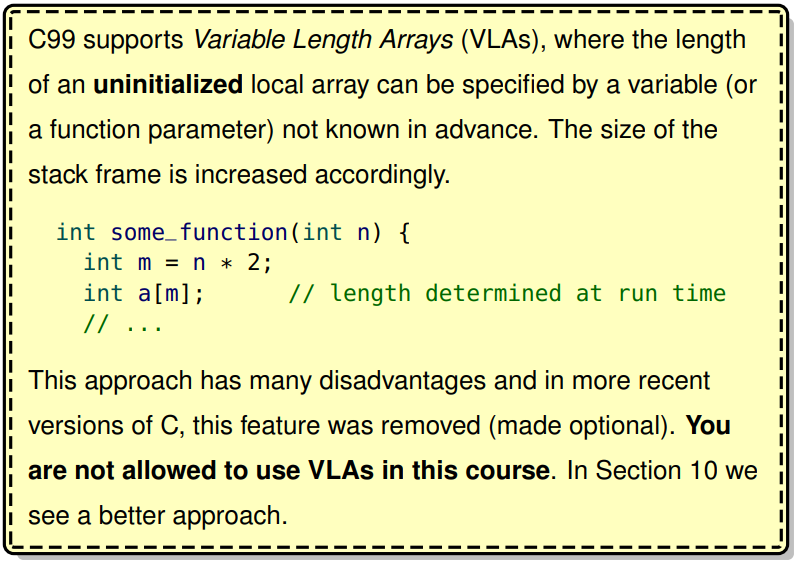 C99 supports Variable Length Arrays (VLAs), where the length
of an uninitialized local array can be specified by a variable (or
a function parameter) not known in advance. The size of the
stack frame is increased accordingly.
int some_function(int n) {
  int m = n * 2;
  int a[m];      // length determined at run time
  // ...
This approach has many disadvantages and in more recent
versions of C, this feature was removed (made optional). You
are not allowed to use VLAs in this course. In Section 10 we
see a better approach.